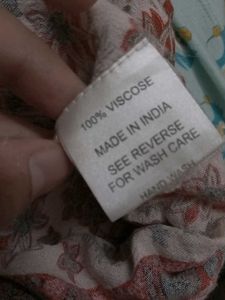 100% VISCOSE
MADE IN INDIA
SEE REVERSE
FOR WASH CARE
HAND WASH